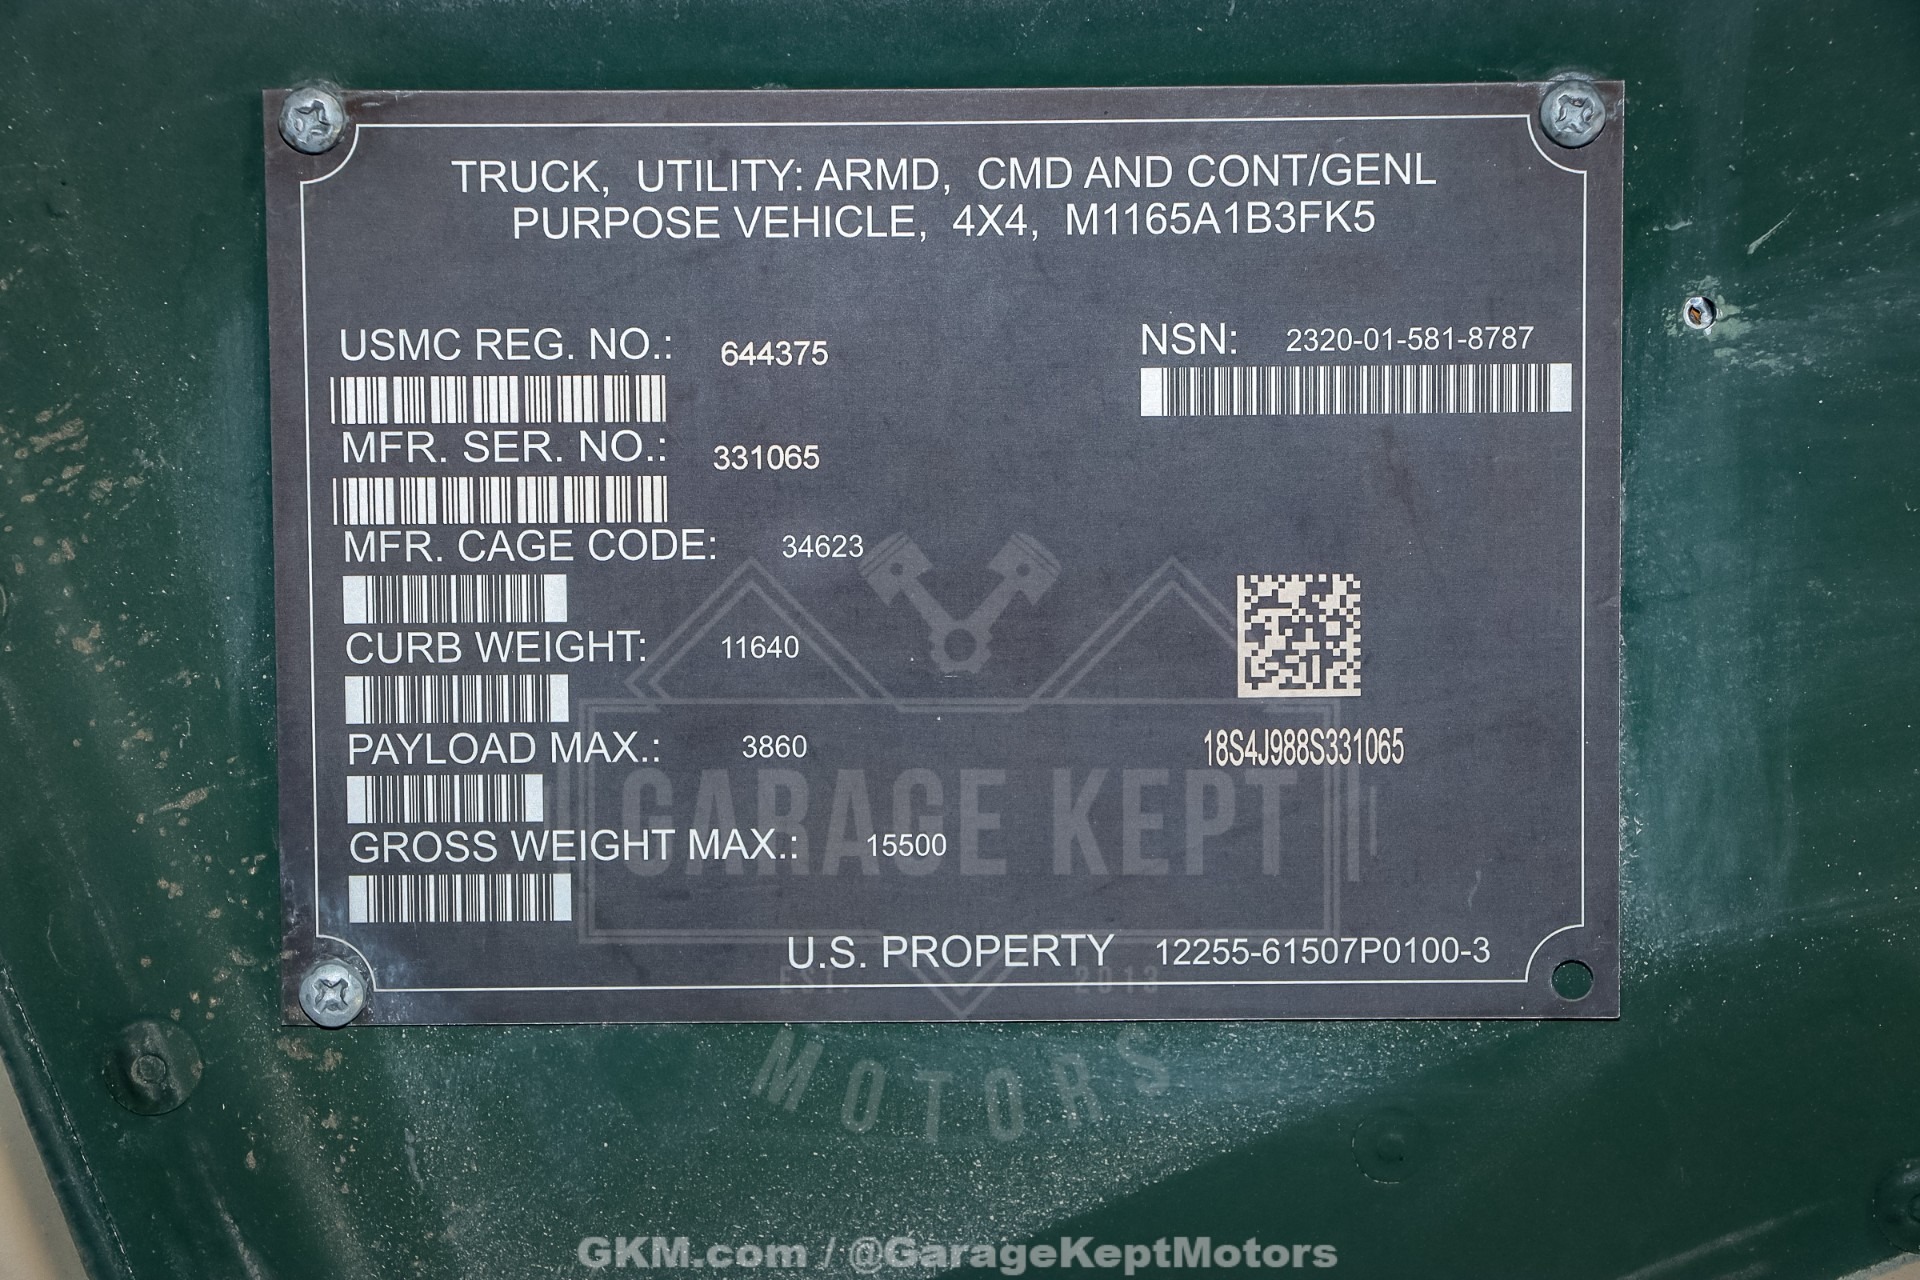 TRUCK, UTILITY: ARMD, CMD AND CONT/GENL
PURPOSE VEHICLE, 4X4, M1165A1B3FK5
USMC REG. NO.: 644375
NSN: 2320-01-581-8787
MFR. SER. NO.: 331065
MFR. CAGE CODE: 34623
CURB WEIGHT: 11640
PAYLOAD MAX.: 3860
18S4J988S331065
GROSS WEIGHT MAX.: 15500
U.S. PROPERTY 12255-61507P0100-3
GARAGE KEPT
EST. 2013
MOTORS
GKM.com / @GarageKeptMotors